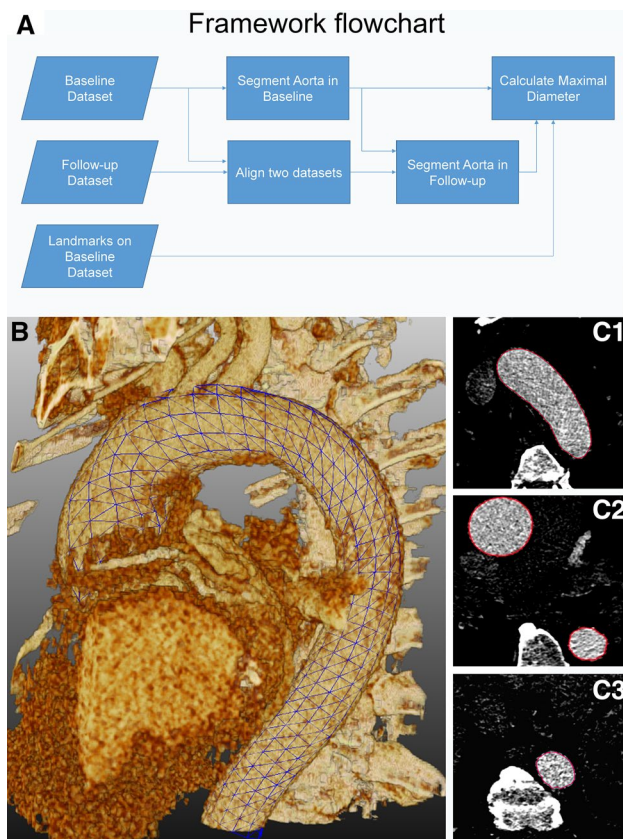 A
Framework flowchart
Baseline
Dataset
Segment Aorta in
Baseline
Calculate Maximal
Diameter
Follow-up
Dataset
Align two datasets
Segment Aorta in
Follow-up
Landmarks on
Baseline
Dataset
B
C1
C2
C3